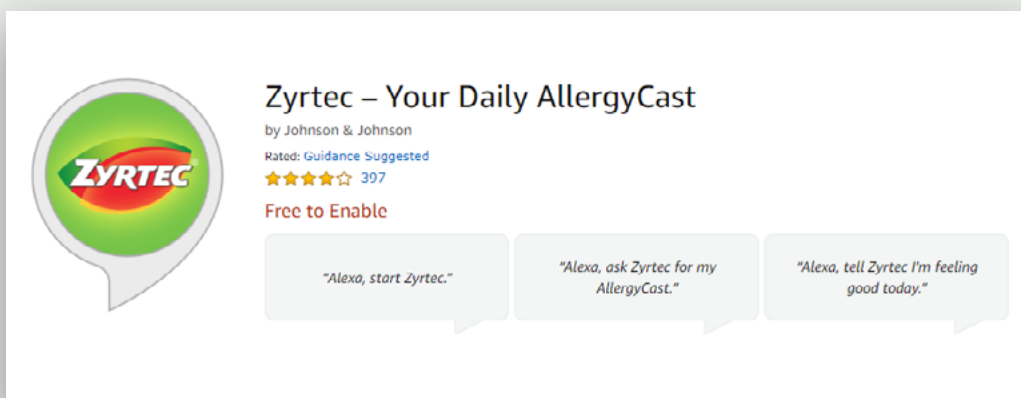 ZYRTEC
Zyrtec – Your Daily AllergyCast
by Johnson & Johnson
Rated: Guidance Suggested
397
Free to Enable
"Alexa, start Zyrtec."
"Alexa, ask Zyrtec for my
AllergyCast."
"Alexa, tell Zyrtec I'm feeling
good today."